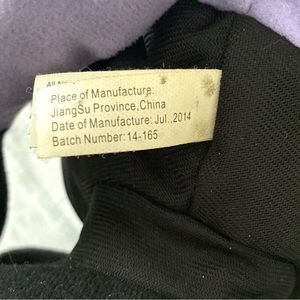 Place of Manufacture:
JiangSu Province,China
Date of Manufacture: Jul.,2014
Batch Number: 14-165